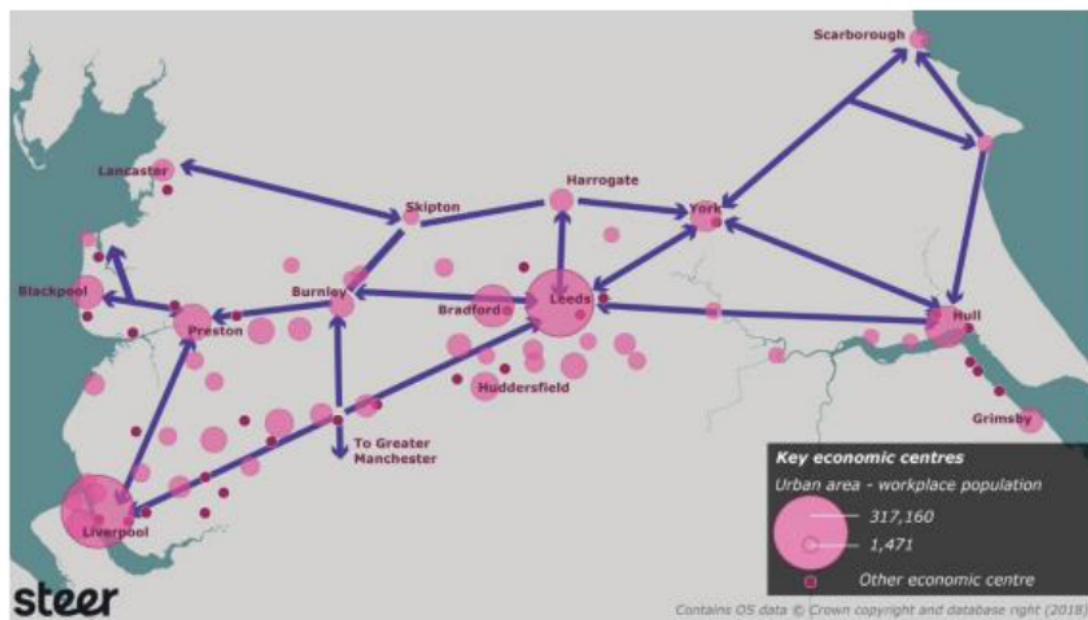 Scarborough
Lancaster
Harrogate
Skipton
York
Blackpool
Burnley
Leeds
Bradford
Preston
Hull
Huddersfield
Grimsby
To Greater
Manchester
Liverpool
Key economic centres
Urban area - workplace population
317,160
1,471
Other economic centre
steer
Contains OS data © Crown copyright and database right (2018)